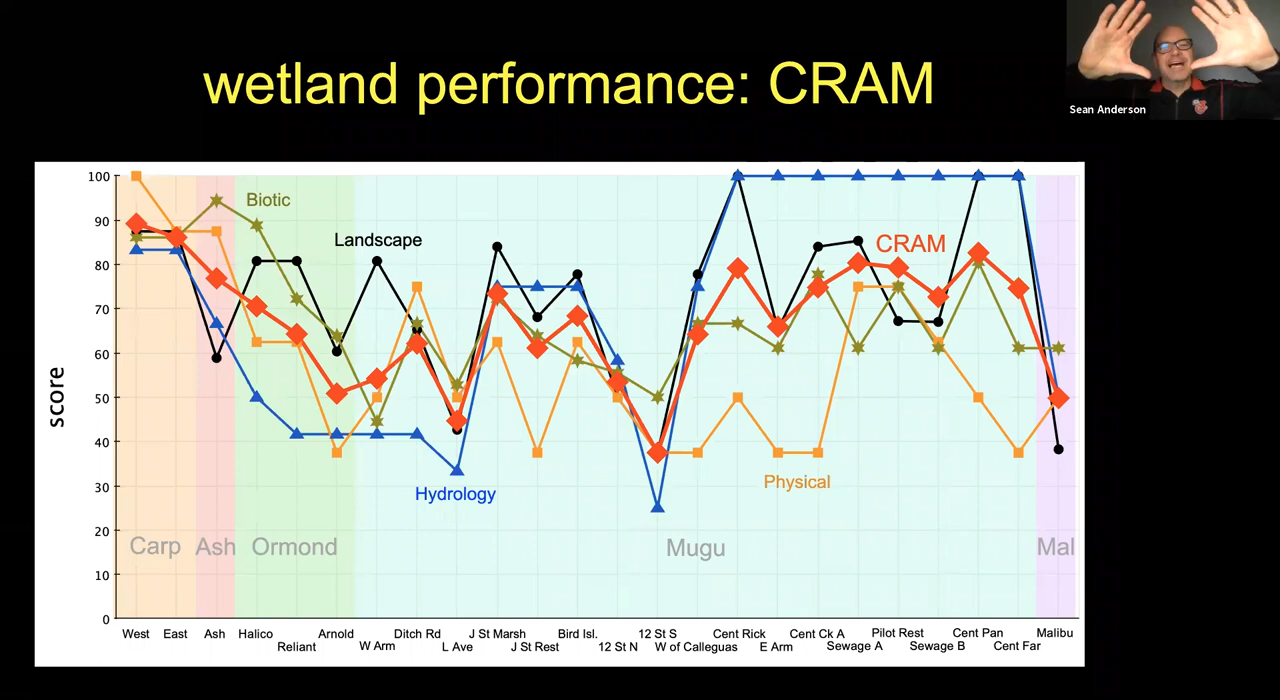 wetland performance: CRAM
Sean Anderson
score
100
90
80
70
60
50
40
30
20
10
0
Biotic
Landscape
CRAM
Hydrology
Physical
Carp Ash Ormond Mugu Mal
West East Ash Halico Arnold Ditch Rd J St Marsh Bird Isl. 12 St S Cent Rick Cent Ck A Pilot Rest Cent Pan Malibu
Reliant W Arm L Ave J St Rest 12 St N W of Calleguas E Arm Sewage A Sewage B Cent Far